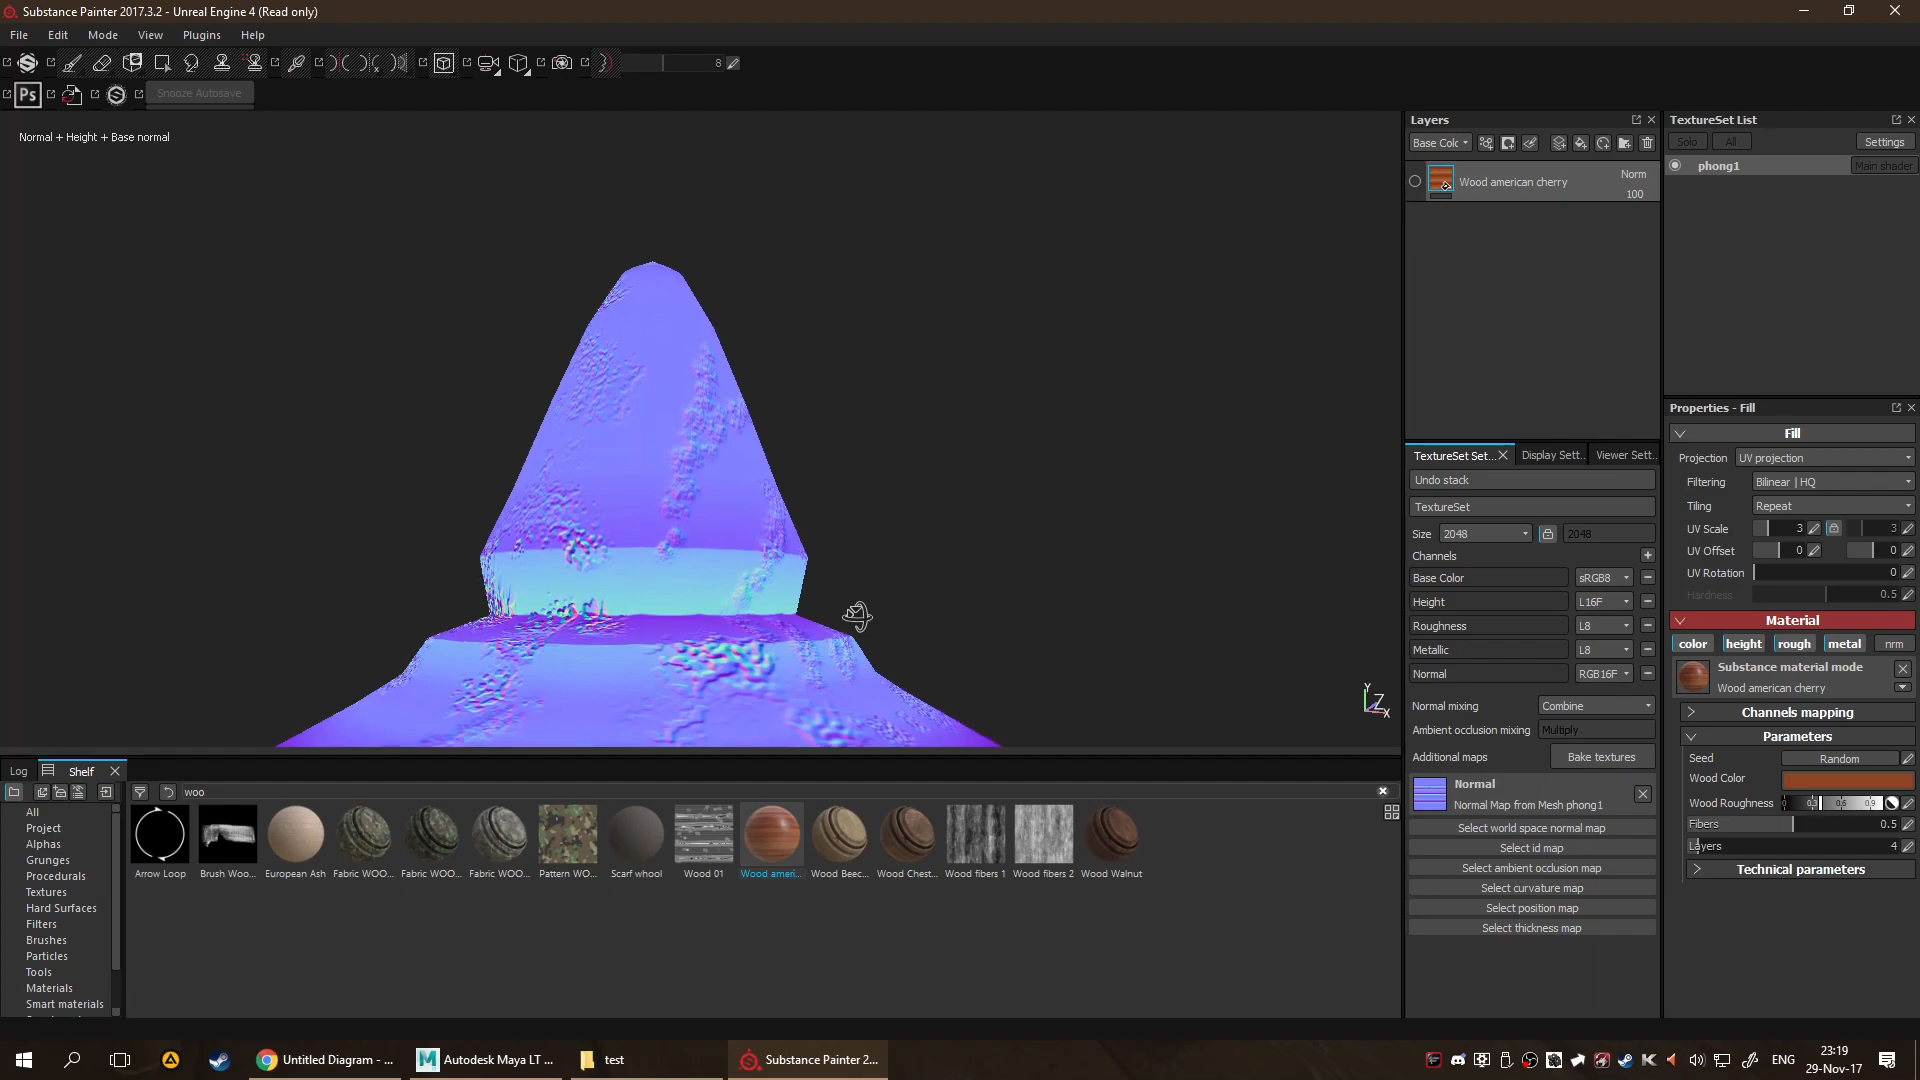 Substance Painter 2017.3.2 - Unreal Engine 4 (Read only)
File Edit Mode View Plugins Help
8
Ps Snooze Autosave
Normal + Height + Base normal
Y
Z
X
Layers
Base Colc
Wood american cherry
Norm
100
TextureSet List
Solo All Settings
phong1 Main shader
TextureSet Set... Display Sett.. Viewer Sett..
Undo stack
TextureSet
Size 2048 2048
Channels
Base Color sRGB8
Height L16F
Roughness L8
Metallic L8
Normal RGB16F
Normal mixing Combine
Ambient occlusion mixing Multiply
Additional maps Bake textures
Normal
Normal Map from Mesh phong1
Select world space normal map
Select id map
Select ambient occlusion map
Select curvature map
Select position map
Select thickness map
Properties - Fill
Fill
Projection UV projection
Filtering Bilinear | HQ
Tiling Repeat
UV Scale 3 3
UV Offset 0 0
UV Rotation 0
Hardness 0.5
Material
color height rough metal nrm
Substance material mode
Wood american cherry
Channels mapping
Parameters
Seed Random
Wood Color
Wood Roughness 0 0.3 0.6 0.9
Fibers 0.5
Layers 4
Technical parameters
Log Shelf
woo
All
Project
Alphas
Grunges
Procedurals
Textures
Hard Surfaces
Filters
Brushes
Particles
Tools
Materials
Smart materials
Arrow Loop Brush Woo... European Ash Fabric WOO... Fabric WOO... Fabric WOO... Pattern WO... Scarf whool Wood 01 Wood ameri... Wood Beec... Wood Chest... Wood fibers 1 Wood fibers 2 Wood Walnut
Untitled Diagram - ... Autodesk Maya LT ... test Substance Painter 2...
ENG
23:19
29-Nov-17